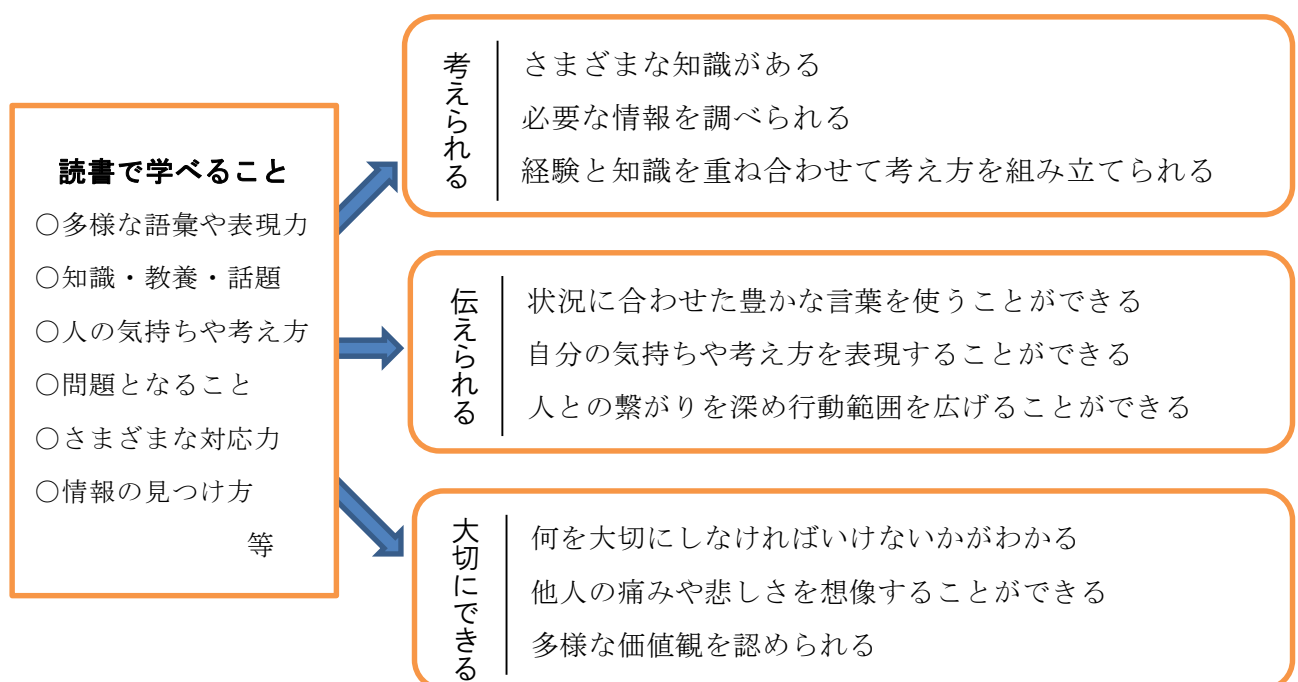 読書で学べること
○多様な語彙や表現力
○知識・教養・話題
○人の気持ちや考え方
○問題となること
○さまざまな対応力
○情報の見つけ方
等
考えられる
さまざまな知識がある
必要な情報を調べられる
経験と知識を重ね合わせて考え方を組み立てられる
伝えられる
状況に合わせた豊かな言葉を使うことができる
自分の気持ちや考え方を表現することができる
人との繋がりを深め行動範囲を広げることができる
大切にできる
何を大切にしなければいけないかがわかる
他人の痛みや悲しさを想像することができる
多様な価値観を認められる